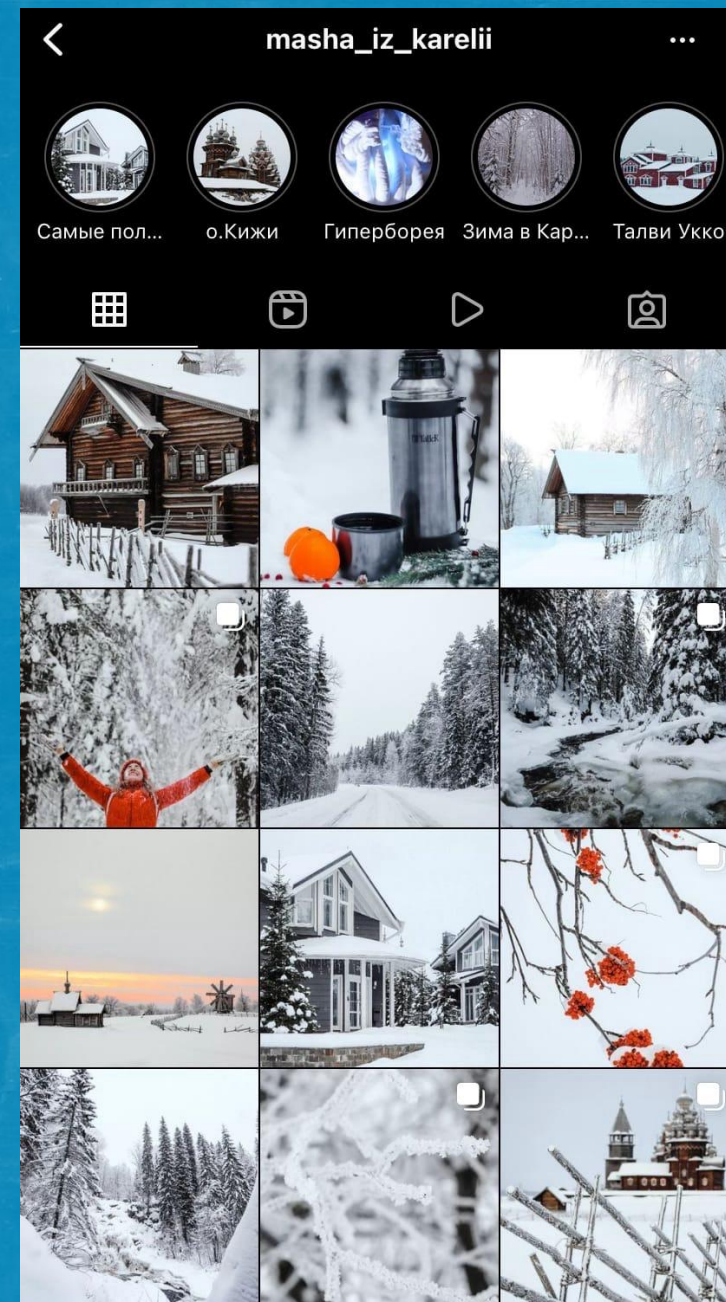 masha_iz_karelii
Самые пол...
о.Кижи
Гиперборея
Зима в Кар...
Талви Укко